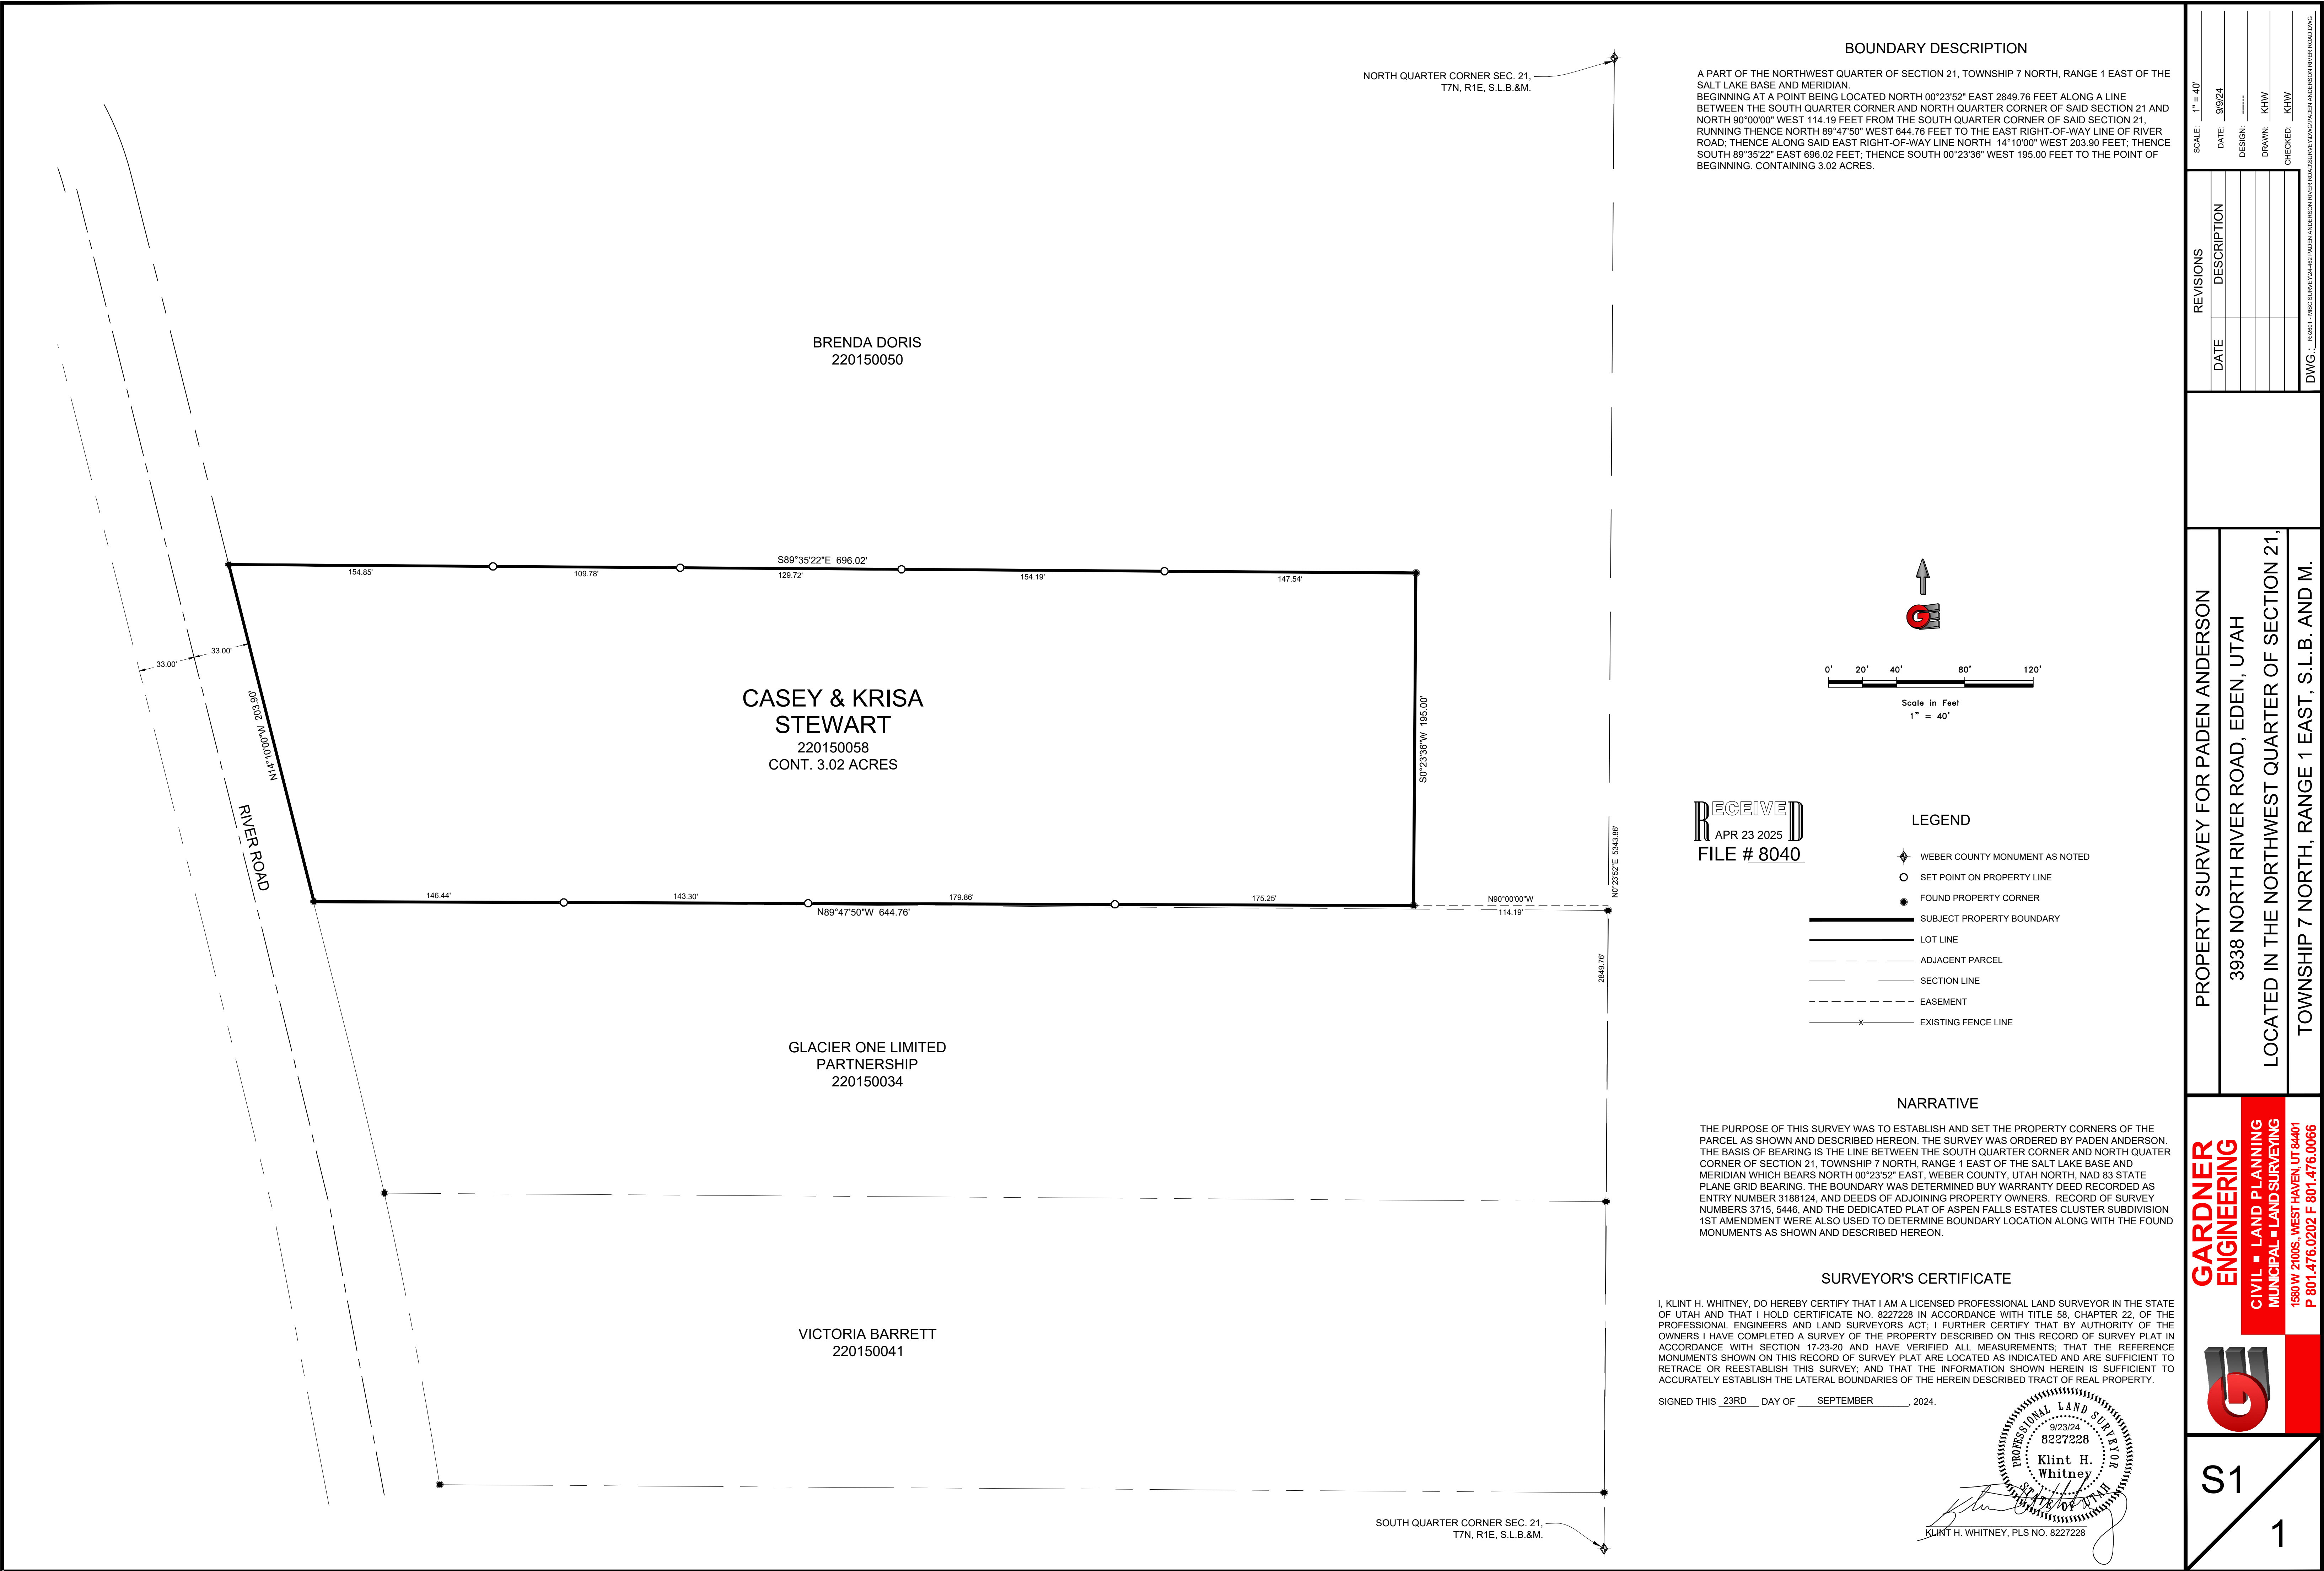 NORTH QUARTER CORNER SEC. 21,
T7N, R1E, S.L.B.&M.
BRENDA DORIS
220150050
S89°35'22"E 696.02'
154.85'
109.78'
129.72'
154.19'
147.54'
33.00'
33.00'
N14°10'00"W 203.90'
RIVER ROAD
CASEY & KRISA
STEWART
220150058
CONT. 3.02 ACRES
S0°23'36"W 195.00'
146.44'
143.30'
179.86'
175.25'
N89°47'50"W 644.76'
N90°00'00"W
114.19'
N0°23'52"E 5343.86'
2849.76'
GLACIER ONE LIMITED
PARTNERSHIP
220150034
VICTORIA BARRETT
220150041
SOUTH QUARTER CORNER SEC. 21,
T7N, R1E, S.L.B.&M.
BOUNDARY DESCRIPTION
A PART OF THE NORTHWEST QUARTER OF SECTION 21, TOWNSHIP 7 NORTH, RANGE 1 EAST OF THE
SALT LAKE BASE AND MERIDIAN.
BEGINNING AT A POINT BEING LOCATED NORTH 00°23'52" EAST 2849.76 FEET ALONG A LINE
BETWEEN THE SOUTH QUARTER CORNER AND NORTH QUARTER CORNER OF SAID SECTION 21 AND
NORTH 90°00'00" WEST 114.19 FEET FROM THE SOUTH QUARTER CORNER OF SAID SECTION 21,
RUNNING THENCE NORTH 89°47'50" WEST 644.76 FEET TO THE EAST RIGHT-OF-WAY LINE OF RIVER
ROAD; THENCE ALONG SAID EAST RIGHT-OF-WAY LINE NORTH 14°10'00" WEST 203.90 FEET; THENCE
SOUTH 89°35'22" EAST 696.02 FEET; THENCE SOUTH 00°23'36" WEST 195.00 FEET TO THE POINT OF
BEGINNING. CONTAINING 3.02 ACRES.
G
0' 20' 40' 80' 120'
Scale in Feet
1" = 40'
RECEIVED
APR 23 2025
FILE # 8040
LEGEND
WEBER COUNTY MONUMENT AS NOTED
SET POINT ON PROPERTY LINE
FOUND PROPERTY CORNER
SUBJECT PROPERTY BOUNDARY
LOT LINE
ADJACENT PARCEL
SECTION LINE
EASEMENT
X EXISTING FENCE LINE
NARRATIVE
THE PURPOSE OF THIS SURVEY WAS TO ESTABLISH AND SET THE PROPERTY CORNERS OF THE
PARCEL AS SHOWN AND DESCRIBED HEREON. THE SURVEY WAS ORDERED BY PADEN ANDERSON.
THE BASIS OF BEARING IS THE LINE BETWEEN THE SOUTH QUARTER CORNER AND NORTH QUATER
CORNER OF SECTION 21, TOWNSHIP 7 NORTH, RANGE 1 EAST OF THE SALT LAKE BASE AND
MERIDIAN WHICH BEARS NORTH 00°23'52" EAST, WEBER COUNTY, UTAH NORTH, NAD 83 STATE
PLANE GRID BEARING. THE BOUNDARY WAS DETERMINED BUY WARRANTY DEED RECORDED AS
ENTRY NUMBER 3188124, AND DEEDS OF ADJOINING PROPERTY OWNERS. RECORD OF SURVEY
NUMBERS 3715, 5446, AND THE DEDICATED PLAT OF ASPEN FALLS ESTATES CLUSTER SUBDIVISION
1ST AMENDMENT WERE ALSO USED TO DETERMINE BOUNDARY LOCATION ALONG WITH THE FOUND
MONUMENTS AS SHOWN AND DESCRIBED HEREON.
SURVEYOR'S CERTIFICATE
I, KLINT H. WHITNEY, DO HEREBY CERTIFY THAT I AM A LICENSED PROFESSIONAL LAND SURVEYOR IN THE STATE
OF UTAH AND THAT I HOLD CERTIFICATE NO. 8227228 IN ACCORDANCE WITH TITLE 58, CHAPTER 22, OF THE
PROFESSIONAL ENGINEERS AND LAND SURVEYORS ACT; I FURTHER CERTIFY THAT BY AUTHORITY OF THE
OWNERS I HAVE COMPLETED A SURVEY OF THE PROPERTY DESCRIBED ON THIS RECORD OF SURVEY PLAT IN
ACCORDANCE WITH SECTION 17-23-20 AND HAVE VERIFIED ALL MEASUREMENTS; THAT THE REFERENCE
MONUMENTS SHOWN ON THIS RECORD OF SURVEY PLAT ARE LOCATED AS INDICATED AND ARE SUFFICIENT TO
RETRACE OR REESTABLISH THIS SURVEY; AND THAT THE INFORMATION SHOWN HEREIN IS SUFFICIENT TO
ACCURATELY ESTABLISH THE LATERAL BOUNDARIES OF THE HEREIN DESCRIBED TRACT OF REAL PROPERTY.
SIGNED THIS 23RD DAY OF SEPTEMBER, 2024.
PROFESSIONAL LAND SURVEYOR
9/23/24
8227228
Klint H.
Whitney
STATE OF UTAH
KLINT H. WHITNEY, PLS NO. 8227228
SCALE: 1" = 40'
DATE: 9/9/24
DESIGN: ------
DRAWN: KHW
CHECKED: KHW
REVISIONS
DATE DESCRIPTION
DWG.: R:\2601 - MISC SURVEY\24-462 PADEN ANDERSON RIVER ROAD\SURVEY\DWG\PADEN ANDERSON RIVER ROAD.DWG
PROPERTY SURVEY FOR PADEN ANDERSON
3938 NORTH RIVER ROAD, EDEN, UTAH
LOCATED IN THE NORTHWEST QUARTER OF SECTION 21,
TOWNSHIP 7 NORTH, RANGE 1 EAST, S.L.B. AND M.
GARDNER
ENGINEERING
CIVIL ▪ LAND PLANNING
MUNICIPAL ▪ LAND SURVEYING
1580 W 2100 S., WEST HAVEN, UT 84401
P 801.476.0202 F 801.476.0066
S1
1